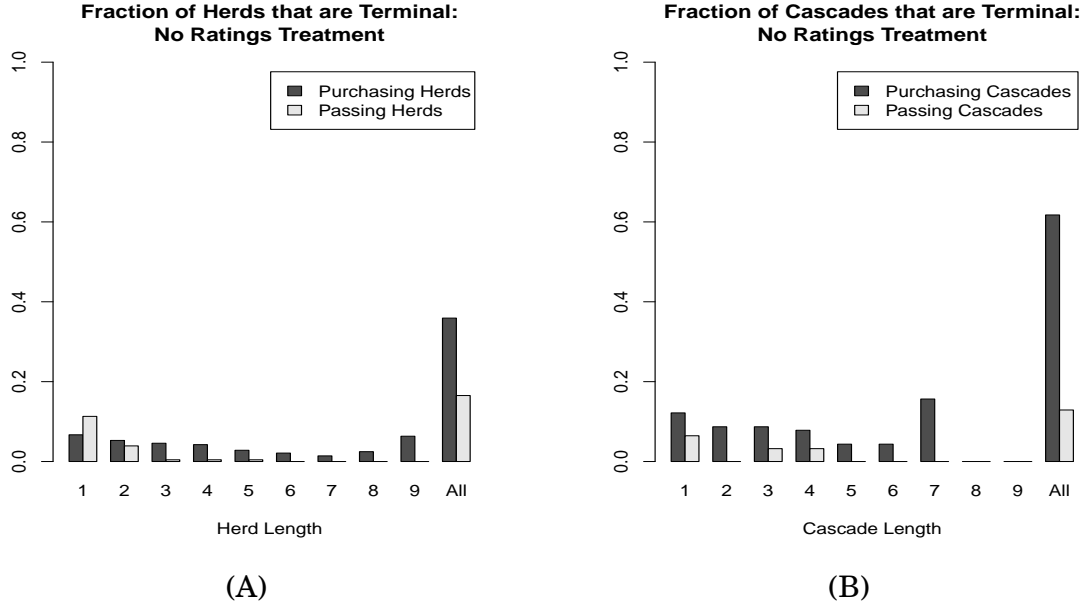 Fraction of Herds that are Terminal:
No Ratings Treatment
1.0
0.8
0.6
0.4
0.2
0.0
Purchasing Herds
Passing Herds
1 2 3 4 5 6 7 8 9 All
Herd Length
(A)
Fraction of Cascades that are Terminal:
No Ratings Treatment
1.0
0.8
0.6
0.4
0.2
0.0
Purchasing Cascades
Passing Cascades
1 2 3 4 5 6 7 8 9 All
Cascade Length
(B)